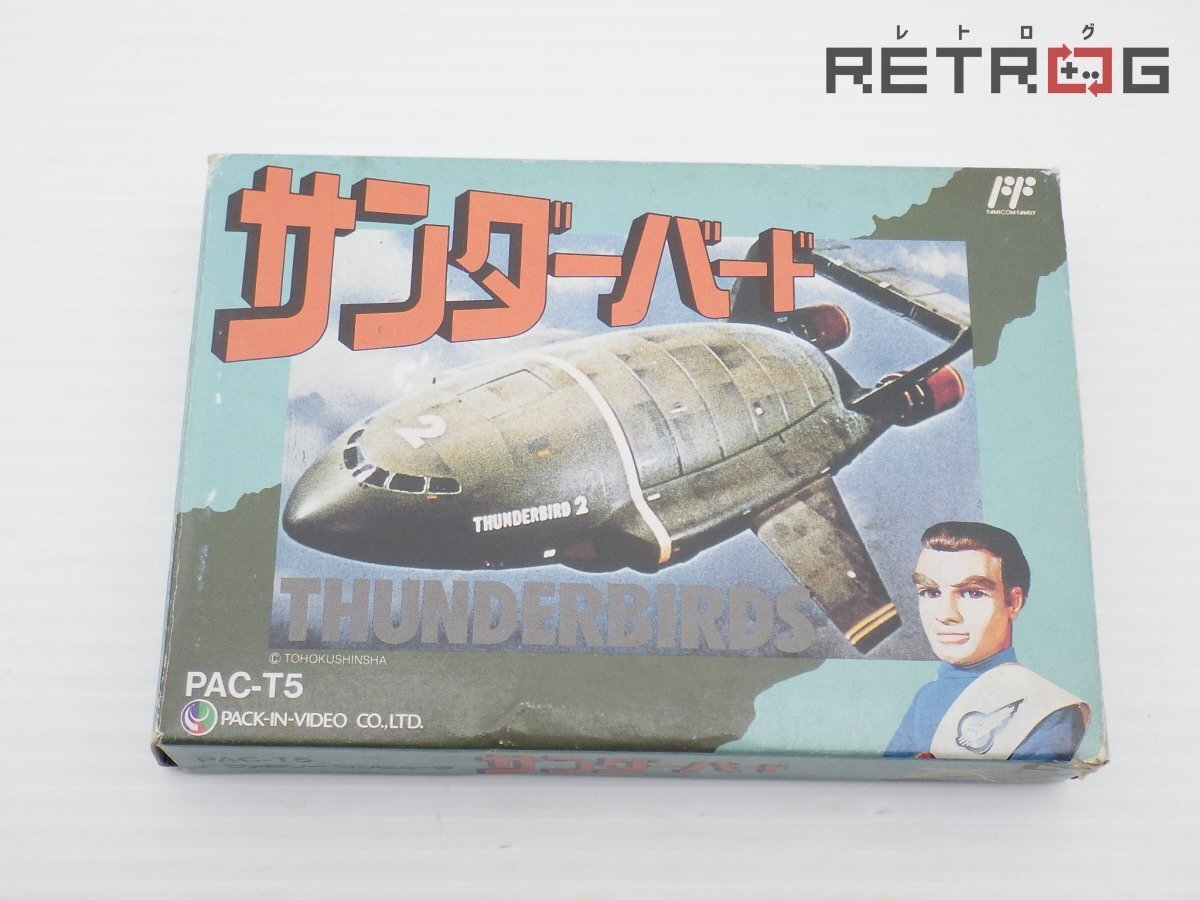 レトログ
RETROG
サンダーバード
FAMICOM FAMILY
2
THUNDERBIRD 2
THUNDERBIRDS
© TOHOKUSHINSHA
PAC-T5
PACK-IN-VIDEO CO.,LTD.
PAC-T5
サンダーバード